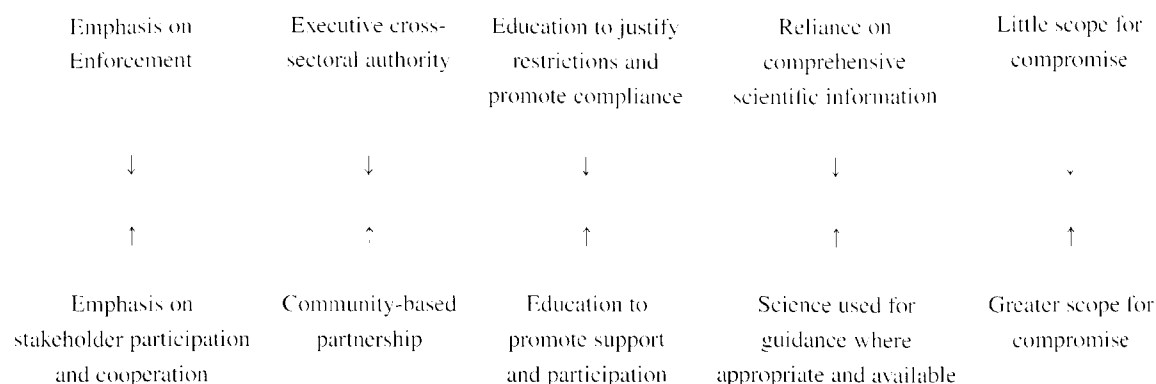 Emphasis on
Enforcement
Executive cross-
sectoral authority
Education to justify
restrictions and
promote compliance
Reliance on
comprehensive
scientific information
Little scope for
compromise
↓ ↓ ↓ ↓ ↓
↑ ↑ ↑ ↑ ↑
Emphasis on
stakeholder participation
and cooperation
Community-based
partnership
Education to
promote support
and participation
Science used for
guidance where
appropriate and available
Greater scope for
compromise